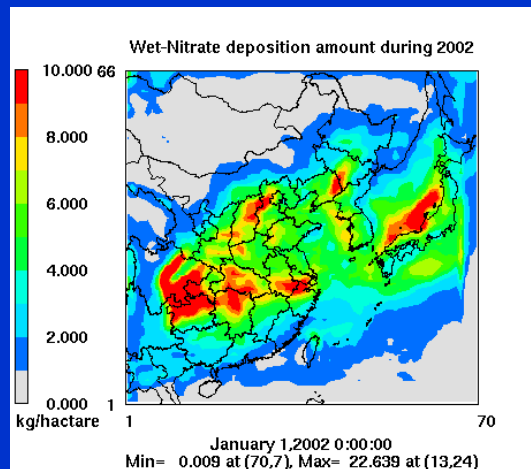 Wet-Nitrate deposition amount during 2002
10.000
66
8.000
6.000
4.000
2.000
0.000
1
kg/hactare
1
70
January 1,2002 0:00:00
Min= 0.009 at (70,7), Max= 22.639 at (13,24)